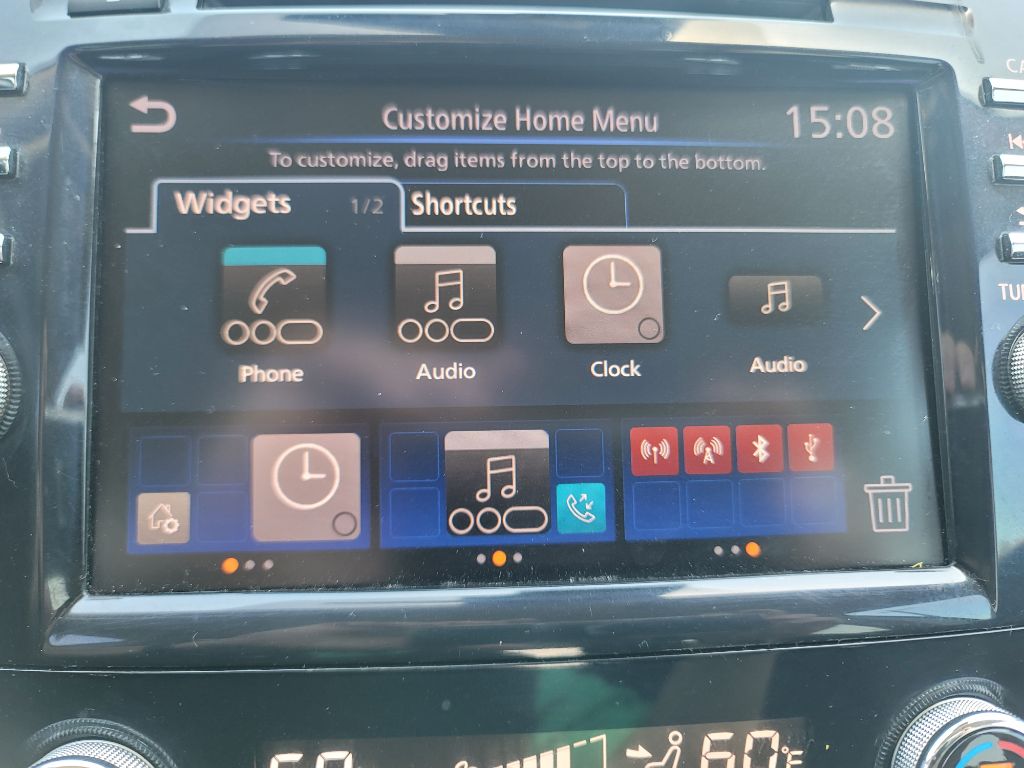 Customize Home Menu
15:08
To customize, drag items from the top to the bottom.
Widgets 1/2
Shortcuts
Phone
Audio
Clock
Audio
60°F